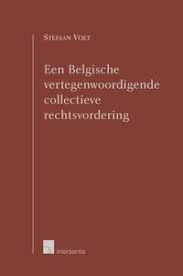 Stefaan Voet
Een Belgische
vertegenwoordigende
collectieve
rechtsvordering
intersentia